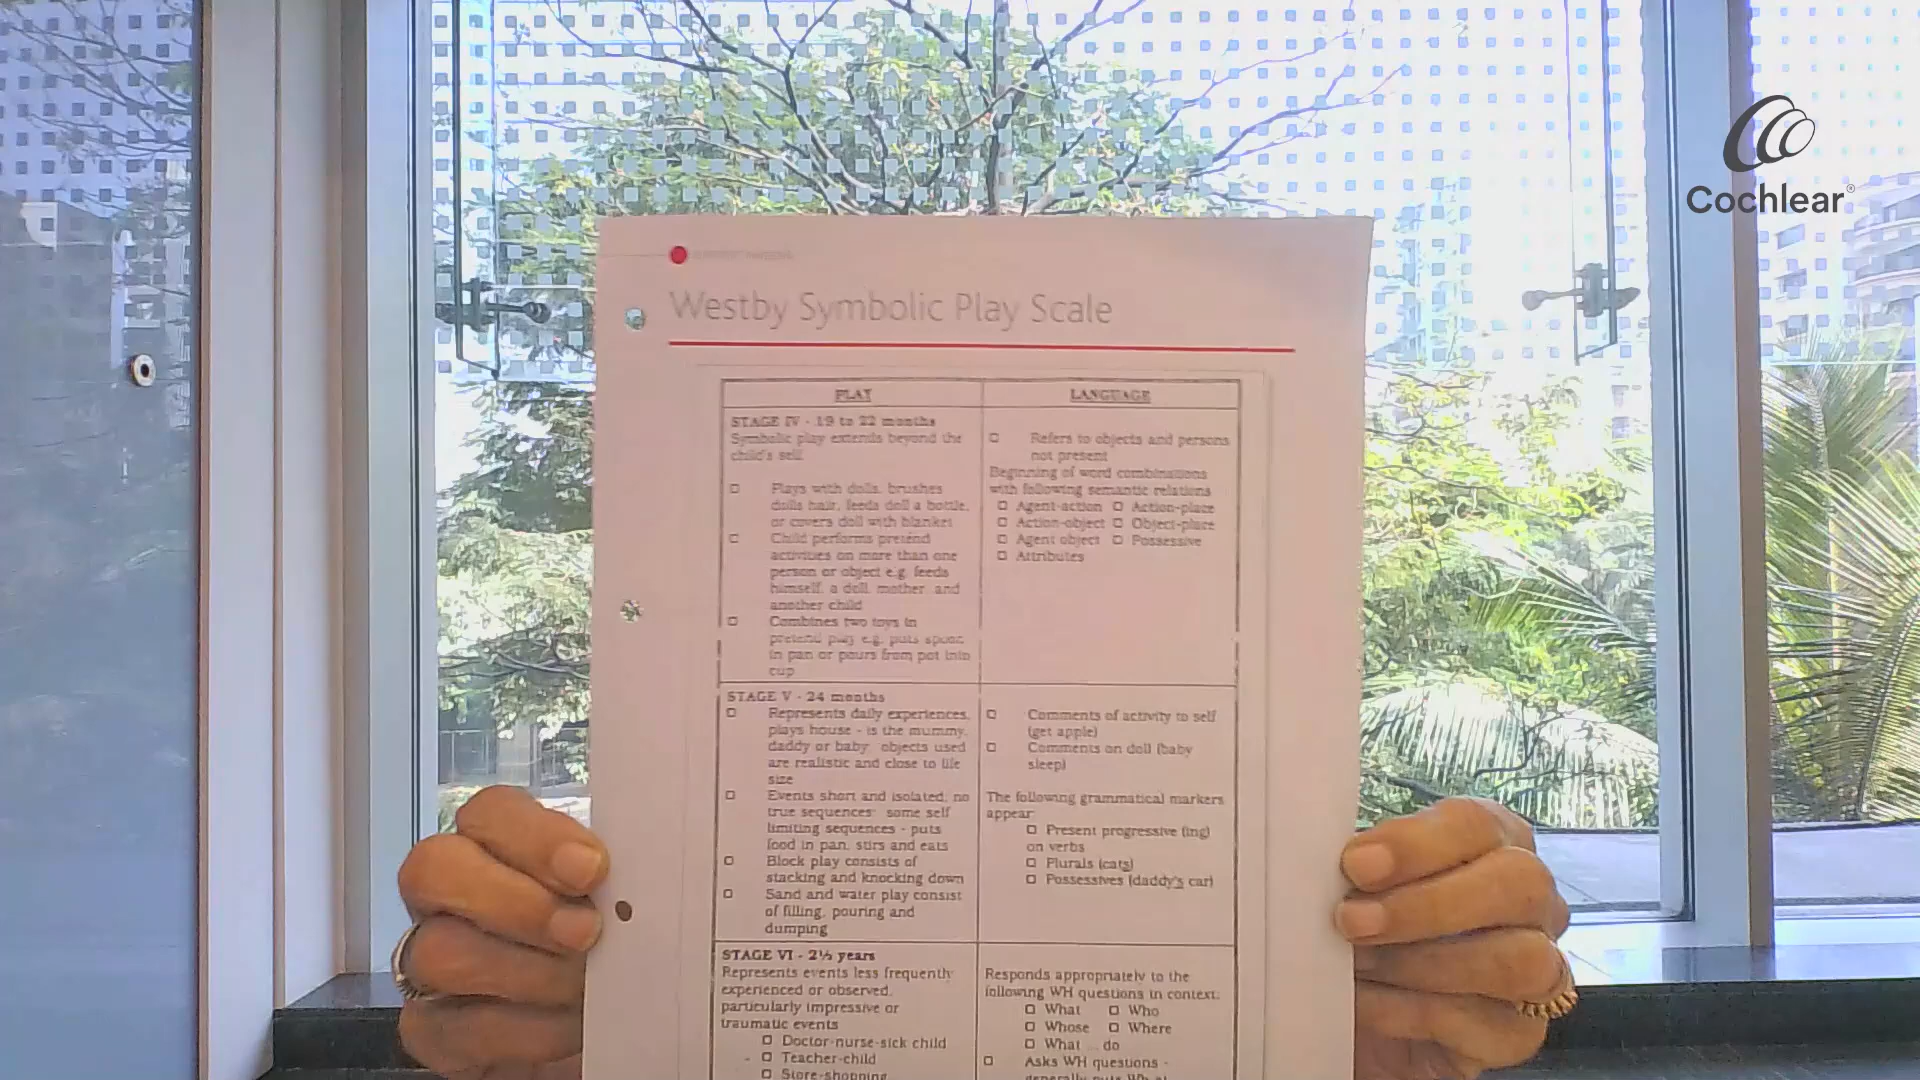 Cochlear®
Westby Symbolic Play Scale
PLAY
STAGE IV - 19 to 22 months
Symbolic play extends beyond the
child's self
Plays with dolls. brushes
dolls hair, feeds doll a bottle,
or covers doll with blanket
Child performs pretend
activities on more than one
person or object e.g. feeds
himself, a doll, mother, and
another child
Combines two toys in
pretend play e.g. puts spoon
in pan or pours from pot into
cup
LANGUAGE
Refers to objects and persons
not present
Beginning of word combinations
with following semantic relations
Agent-action Action-place
Action-object Object-place
Agent object Possessive
Attributes
STAGE V - 24 months
Represents daily experiences,
plays house - is the mummy,
daddy or baby: objects used
are realistic and close to life
size
Events short and isolated; no
true sequences: some self
limiting sequences - puts
food in pan, stirs and eats
Block play consists of
stacking and knocking down
Sand and water play consist
of filling, pouring and
dumping
Comments of activity to self
(get apple)
Comments on doll (baby
sleep)
The following grammatical markers
appear
Present progressive (ing)
on verbs
Plurals (cats)
Possessives (daddy's car)
STAGE VI - 2½ years
Represents events less frequently
experienced or observed,
particularly impressive or
traumatic events
Doctor-nurse-sick child
Teacher-child
Store-shopping
Responds appropriately to the
following WH questions in context:
What Who
Whose Where
What ... do
Asks WH questions -
generally puts